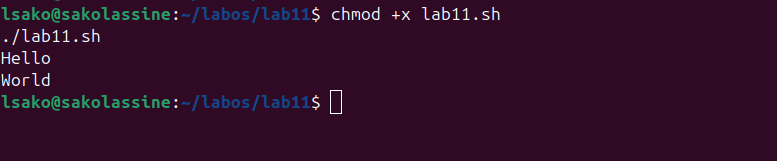 lsako@sakolassine:~/labos/lab11$ chmod +x lab11.sh
./lab11.sh
Hello
World
lsako@sakolassine:~/labos/lab11$